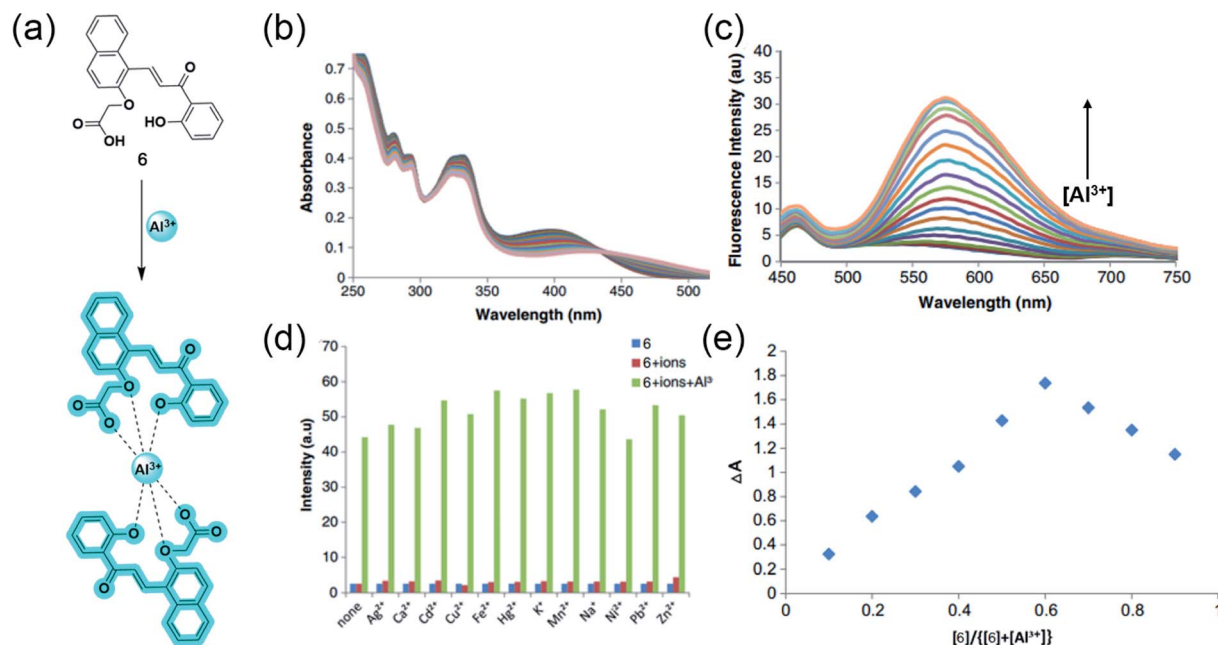 (a)
O
O
O
OH
HO
6
Al³⁺
O
O
O
O
O
Al³⁺
O
O
O
O
O
(b)
Absorbance
0.7
0.6
0.5
0.4
0.3
0.2
0.1
0
250
300
350
400
450
500
Wavelength (nm)
(c)
Fluorescence Intensity (au)
40
35
30
25
20
15
10
5
0
[Al³⁺]
450
500
550
600
650
700
750
Wavelength (nm)
(d)
Intensity (a.u)
70
60
50
40
30
20
10
0
6
6+ions
6+ions+Al³
none
Ag²⁺
Ca²⁺
Cd²⁺
Cu²⁺
Fe²⁺
Hg²⁺
K⁺
Mn²⁺
Na⁺
Ni²⁺
Pb²⁺
Zn²⁺
(e)
ΔA
2
1.8
1.6
1.4
1.2
1
0.8
0.6
0.4
0.2
0
0
0.2
0.4
0.6
0.8
1
[6]/{[6]+[Al³⁺]}